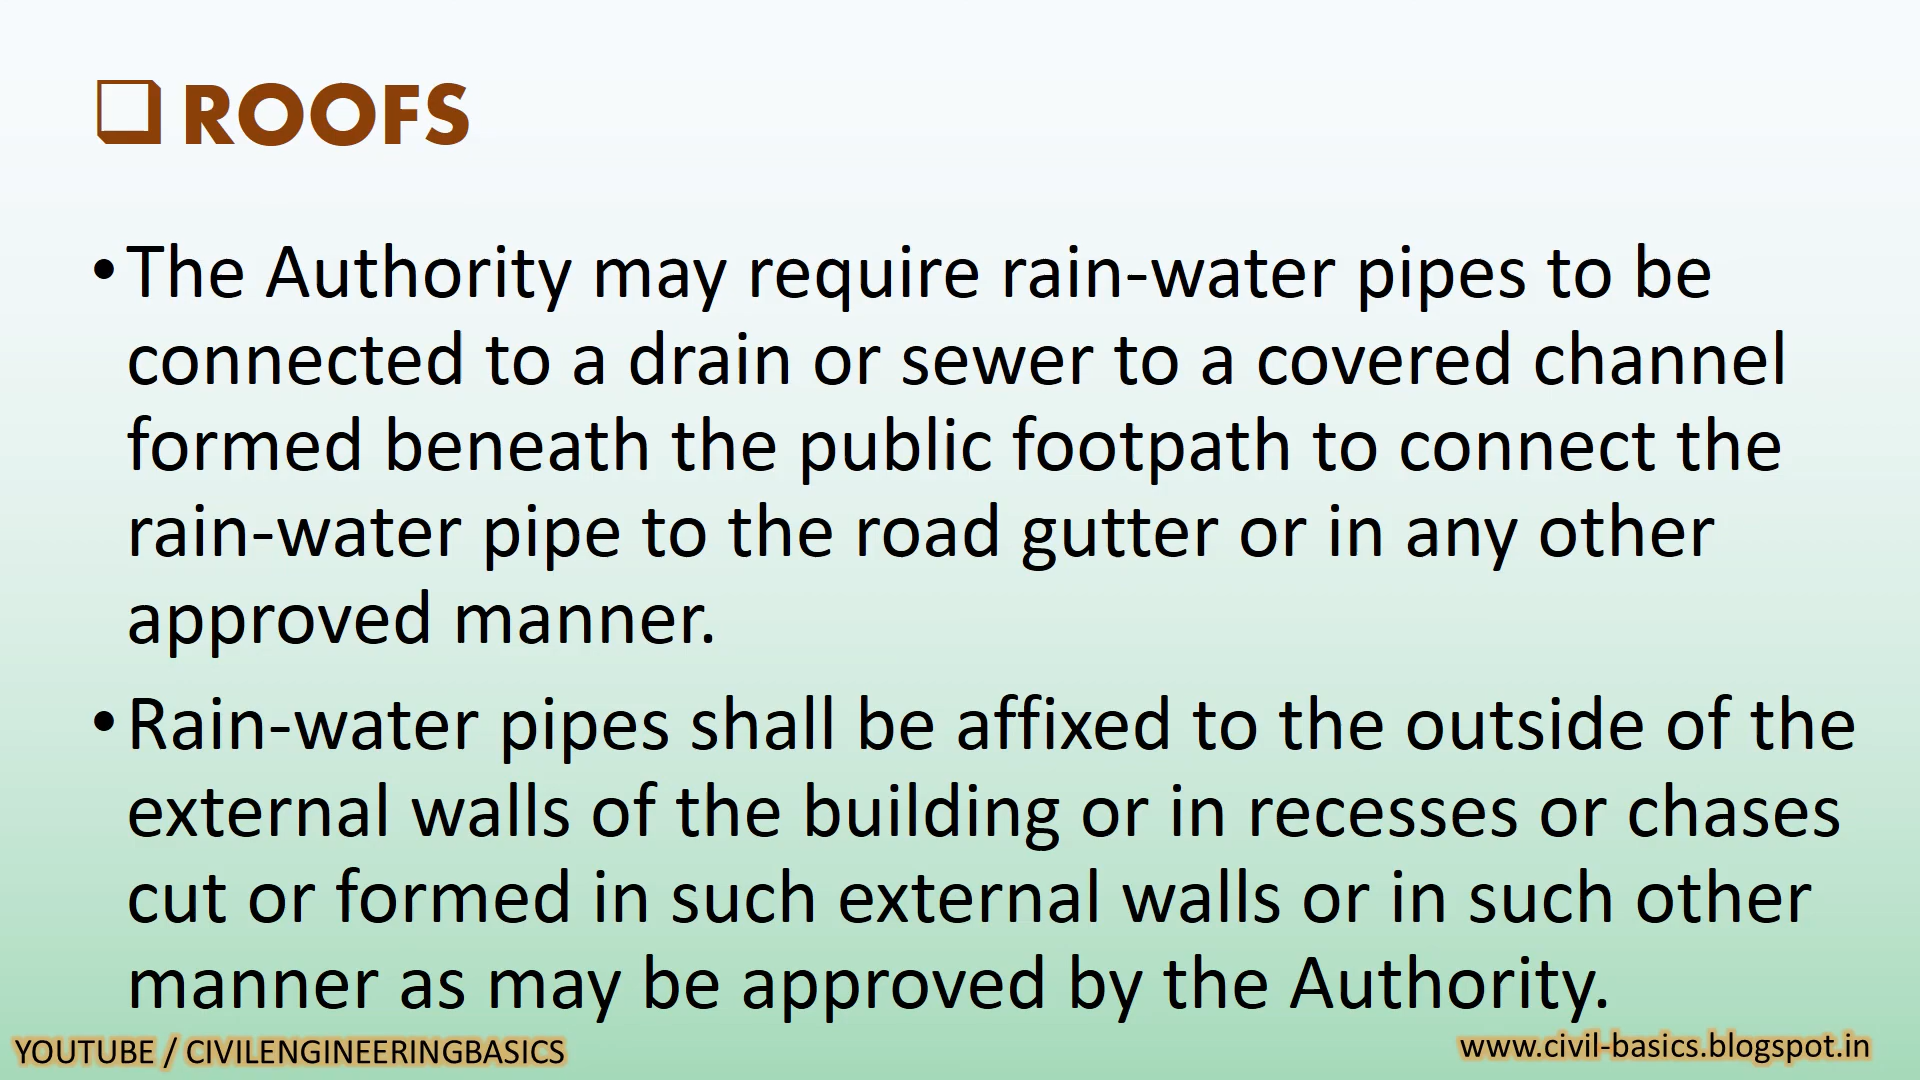 ❑ ROOFS
• The Authority may require rain-water pipes to be
connected to a drain or sewer to a covered channel
formed beneath the public footpath to connect the
rain-water pipe to the road gutter or in any other
approved manner.
• Rain-water pipes shall be affixed to the outside of the
external walls of the building or in recesses or chases
cut or formed in such external walls or in such other
manner as may be approved by the Authority.
YOUTUBE / CIVILENGINEERINGBASICS
www.civil-basics.blogspot.in